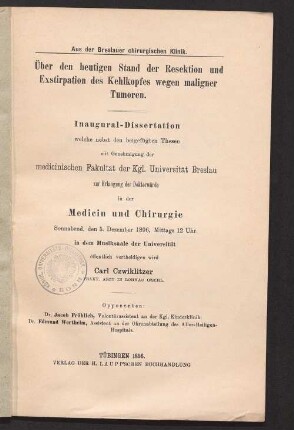 Aus der Breslauer chirurgischen Klinik.
Über den heutigen Stand der Resektion und
Exstirpation des Kehlkopfes wegen maligner
Tumoren.
Inaugural-Dissertation
welche nebst den beigefügten Thesen
mit Genehmigung der
medicinischen Fakultät der Kgl. Universität Breslau
zur Erlangung der Doktorwürde
in der
Medicin und Chirurgie
Sonnabend, den 5. Dezember 1896, Mittags 12 Uhr
in dem Musiksaale der Universität
öffentlich verteidigen wird
Carl Czwiklitzer
PRAKT. ARZT IN
Opponenten:
Dr. Jacob Fröhlich, Volontärassistent an der Kgl. Kinderklinik.
Dr. Edmund Wertheim, Assistent an der Ohrenabteilung des Allerheiligen-
Hospitals.
TÜBINGEN 1896.
VERLAG DER H. LAUPP'SCHEN BUCHHANDLUNG